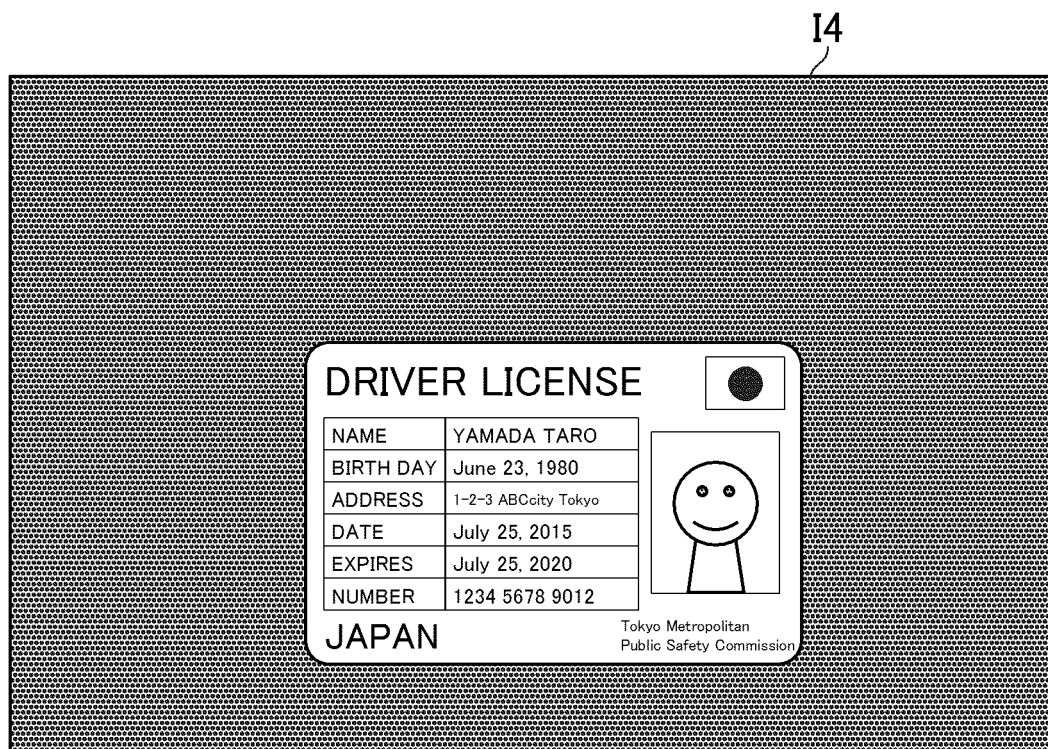 I4
DRIVER LICENSE
NAME YAMADA TARO
BIRTH DAY June 23, 1980
ADDRESS 1-2-3 ABCcity Tokyo
DATE July 25, 2015
EXPIRES July 25, 2020
NUMBER 1234 5678 9012
JAPAN
Tokyo Metropolitan
Public Safety Commission